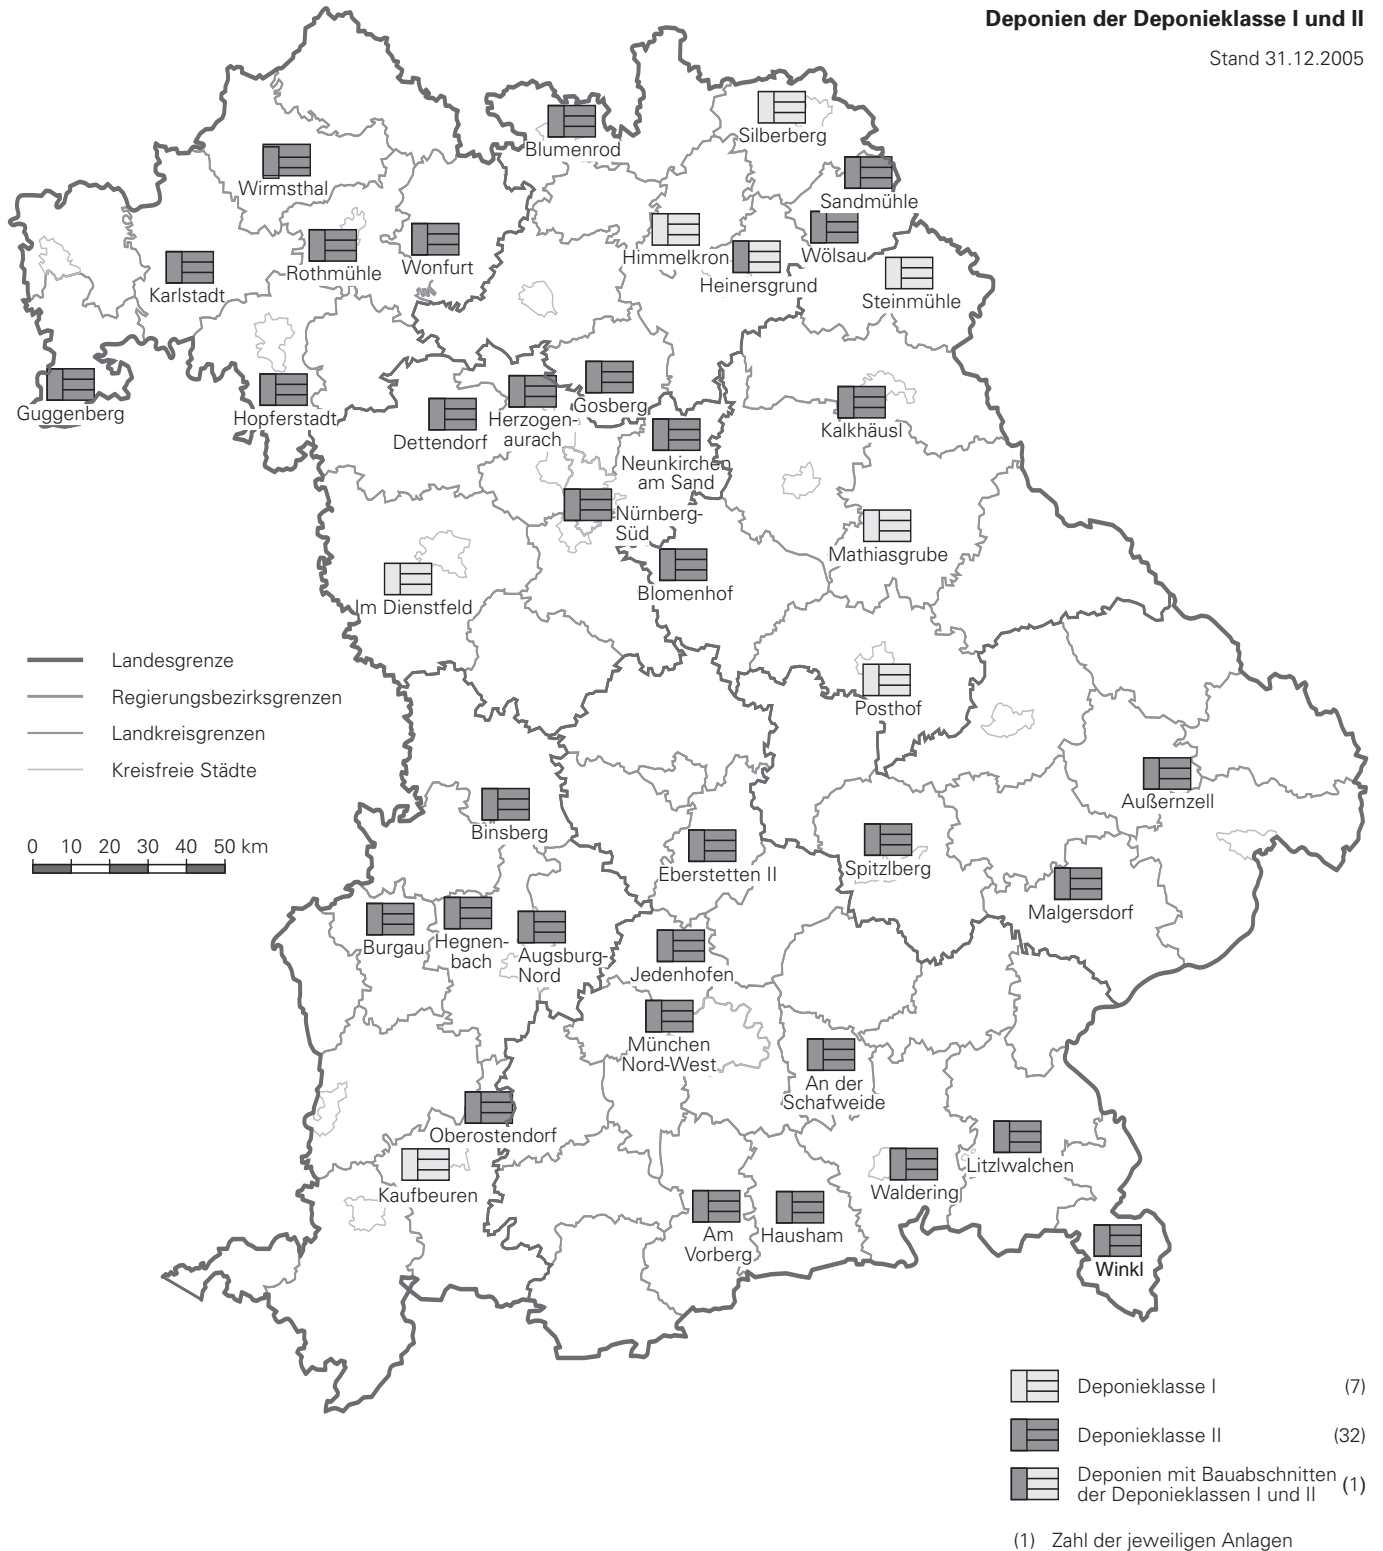 Deponien der Deponieklasse I und II
Stand 31.12.2005
Silberberg
Blumenrod
Wirmsthal
Sandmühle
Himmelkron
Wölsau
Rothmühle
Wonfurt
Heinersgrund
Karlstadt
Steinmühle
Guggenberg
Hopferstadt
Gosberg
Herzogen-
aurach
Dettendorf
Kalkhäusl
Neunkirchen
am Sand
Nürnberg-
Süd
Mathiasgrube
Blomenhof
Im Dienstfeld
Landesgrenze
Regierungsbezirksgrenzen
Landkreisgrenzen
Kreisfreie Städte
Posthof
Außernzell
Binsberg
0 10 20 30 40 50 km
Eberstetten II
Spitzlberg
Malgersdorf
Burgau
Hegnen-
bach
Augsburg-
Nord
Jedenhofen
München
Nord-West
An der
Schafweide
Oberostendorf
Litzlwalchen
Kaufbeuren
Waldering
Am
Vorberg
Hausham
Winkl
Deponieklasse I (7)
Deponieklasse II (32)
Deponien mit Bauabschnitten
der Deponieklassen I und II (1)
(1) Zahl der jeweiligen Anlagen